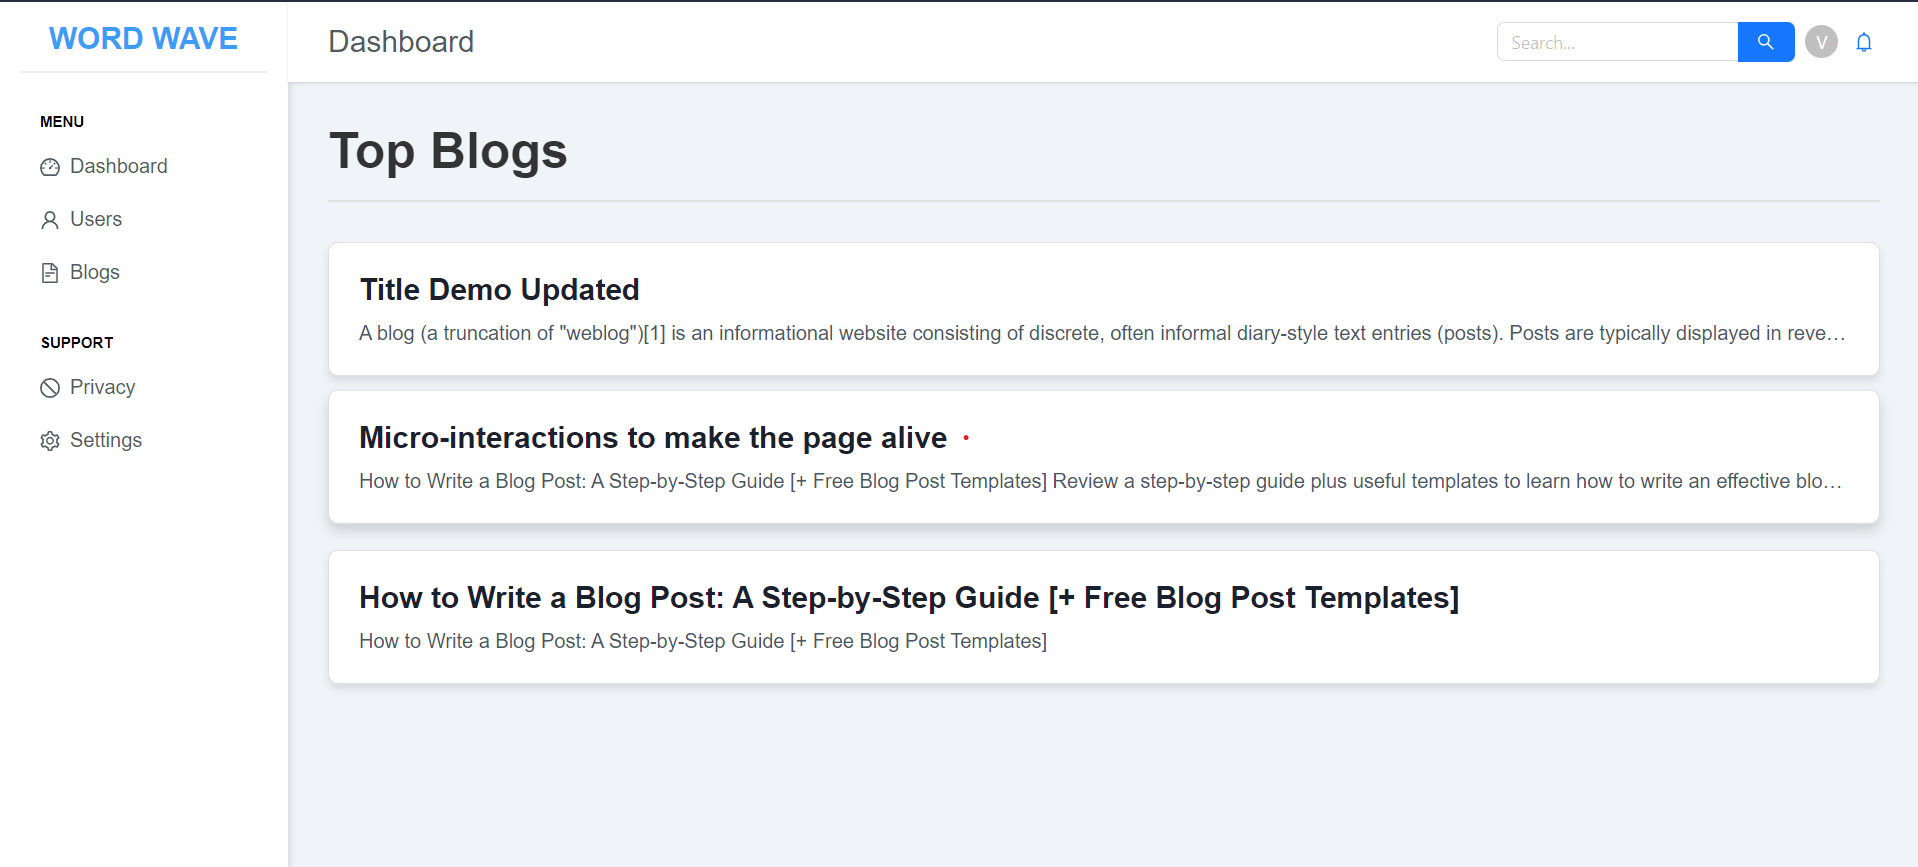 WORD WAVE
Dashboard
Search...
V
MENU
Dashboard
Users
Blogs
SUPPORT
Privacy
Settings
Top Blogs
Title Demo Updated
A blog (a truncation of "weblog")[1] is an informational website consisting of discrete, often informal diary-style text entries (posts). Posts are typically displayed in reve…
Micro-interactions to make the page alive
How to Write a Blog Post: A Step-by-Step Guide [+ Free Blog Post Templates] Review a step-by-step guide plus useful templates to learn how to write an effective blo…
How to Write a Blog Post: A Step-by-Step Guide [+ Free Blog Post Templates]
How to Write a Blog Post: A Step-by-Step Guide [+ Free Blog Post Templates]